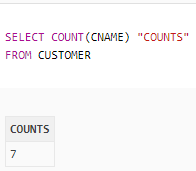 SELECT COUNT(CNAME) "COUNTS"
FROM CUSTOMER
COUNTS
7